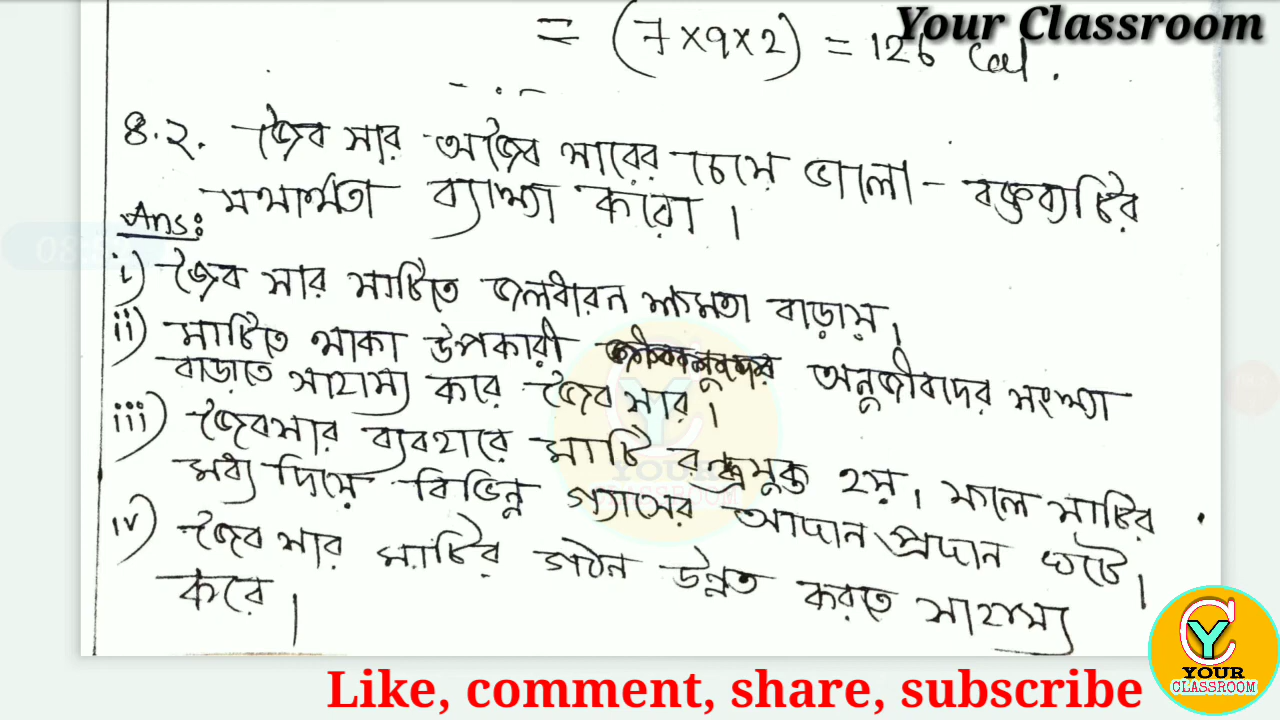 Your Classroom
= (7×9×2) = 126 Cal.
৪.২. জৈব সার অজৈব সারের চেয়ে ভালো - বক্তব্যটির
যথার্থতা ব্যাখ্যা করো।
Ans:
i) জৈব সার মাটিতে জলধারন ক্ষমতা বাড়ায়।
ii) মাটিতে থাকা উপকারী অনুজীবদের সংখ্যা
বাড়াতে সাহায্য করে জৈব সার।
iii) জৈবসার ব্যবহারে মাটি রন্ধ্রযুক্ত হয়। ফলে মাটির
মধ্য দিয়ে বিভিন্ন গ্যাসের আদান প্রদান ঘটে।
iv) জৈব সার মাটির গঠন উন্নত করতে সাহায্য
করে।
YOUR
CLASSROOM
Like, comment, share, subscribe